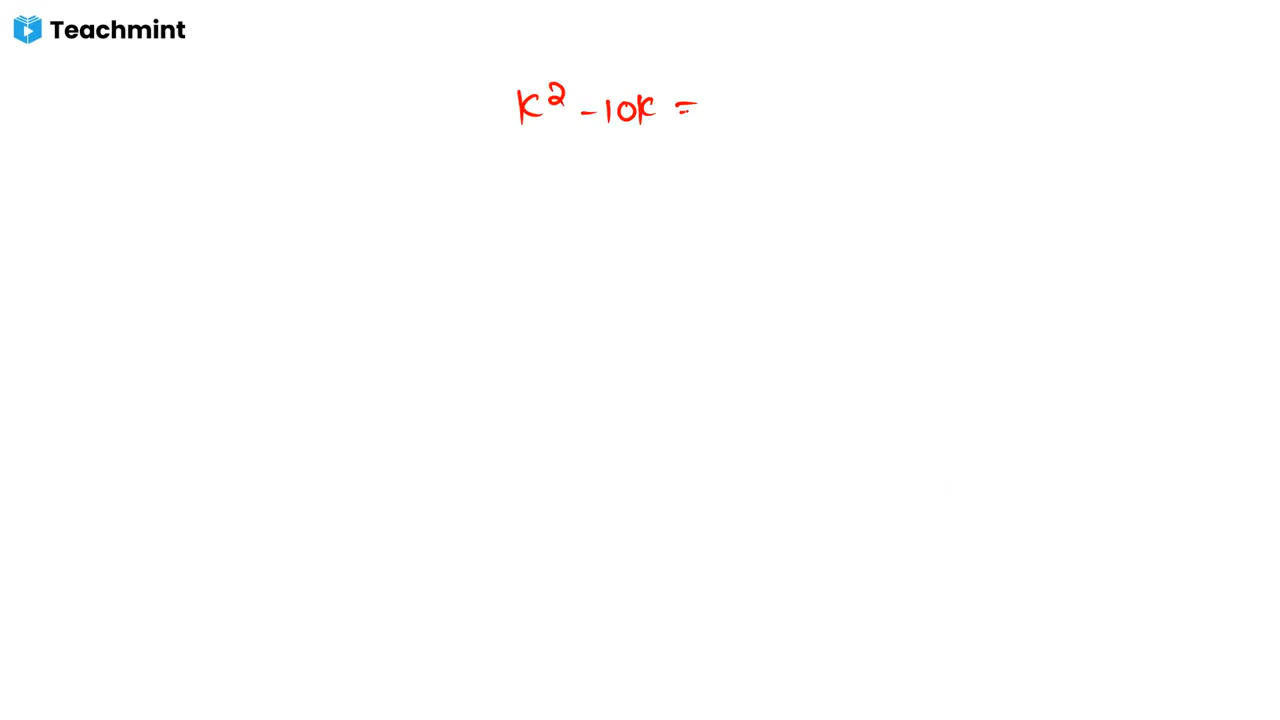 Teachmint
K² - 10K =